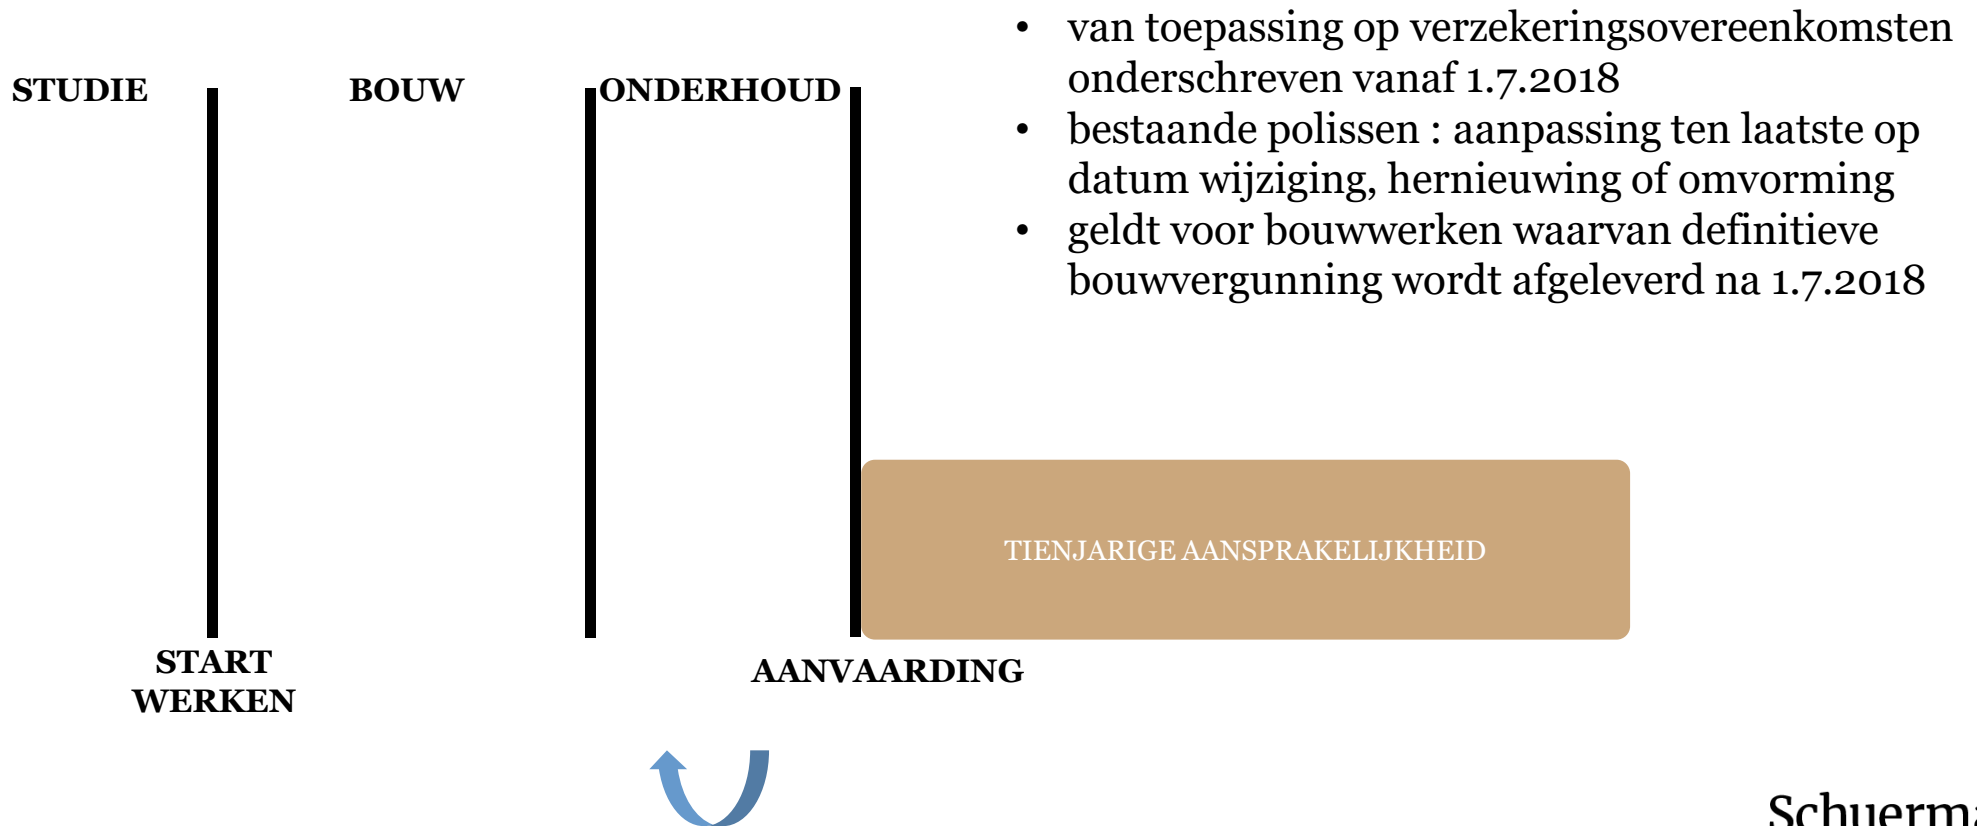 • van toepassing op verzekeringsovereenkomsten
onderschreven vanaf 1.7.2018
• bestaande polissen : aanpassing ten laatste op
datum wijziging, hernieuwing of omvorming
• geldt voor bouwwerken waarvan definitieve
bouwvergunning wordt afgeleverd na 1.7.2018
STUDIE
BOUW
ONDERHOUD
TIENJARIGE AANSPRAKELIJKHEID
START
WERKEN
AANVAARDING